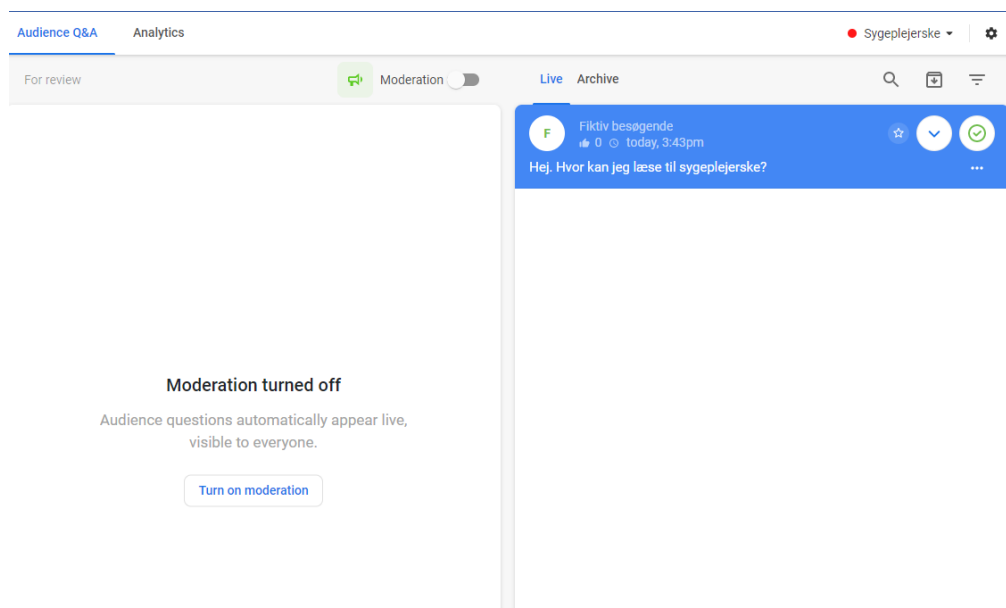 Audience Q&A Analytics Sygeplejerske
For review Moderation Live Archive
F Fiktiv besøgende
0 today, 3:43pm
Hej. Hvor kan jeg læse til sygeplejerske?
Moderation turned off
Audience questions automatically appear live,
visible to everyone.
Turn on moderation